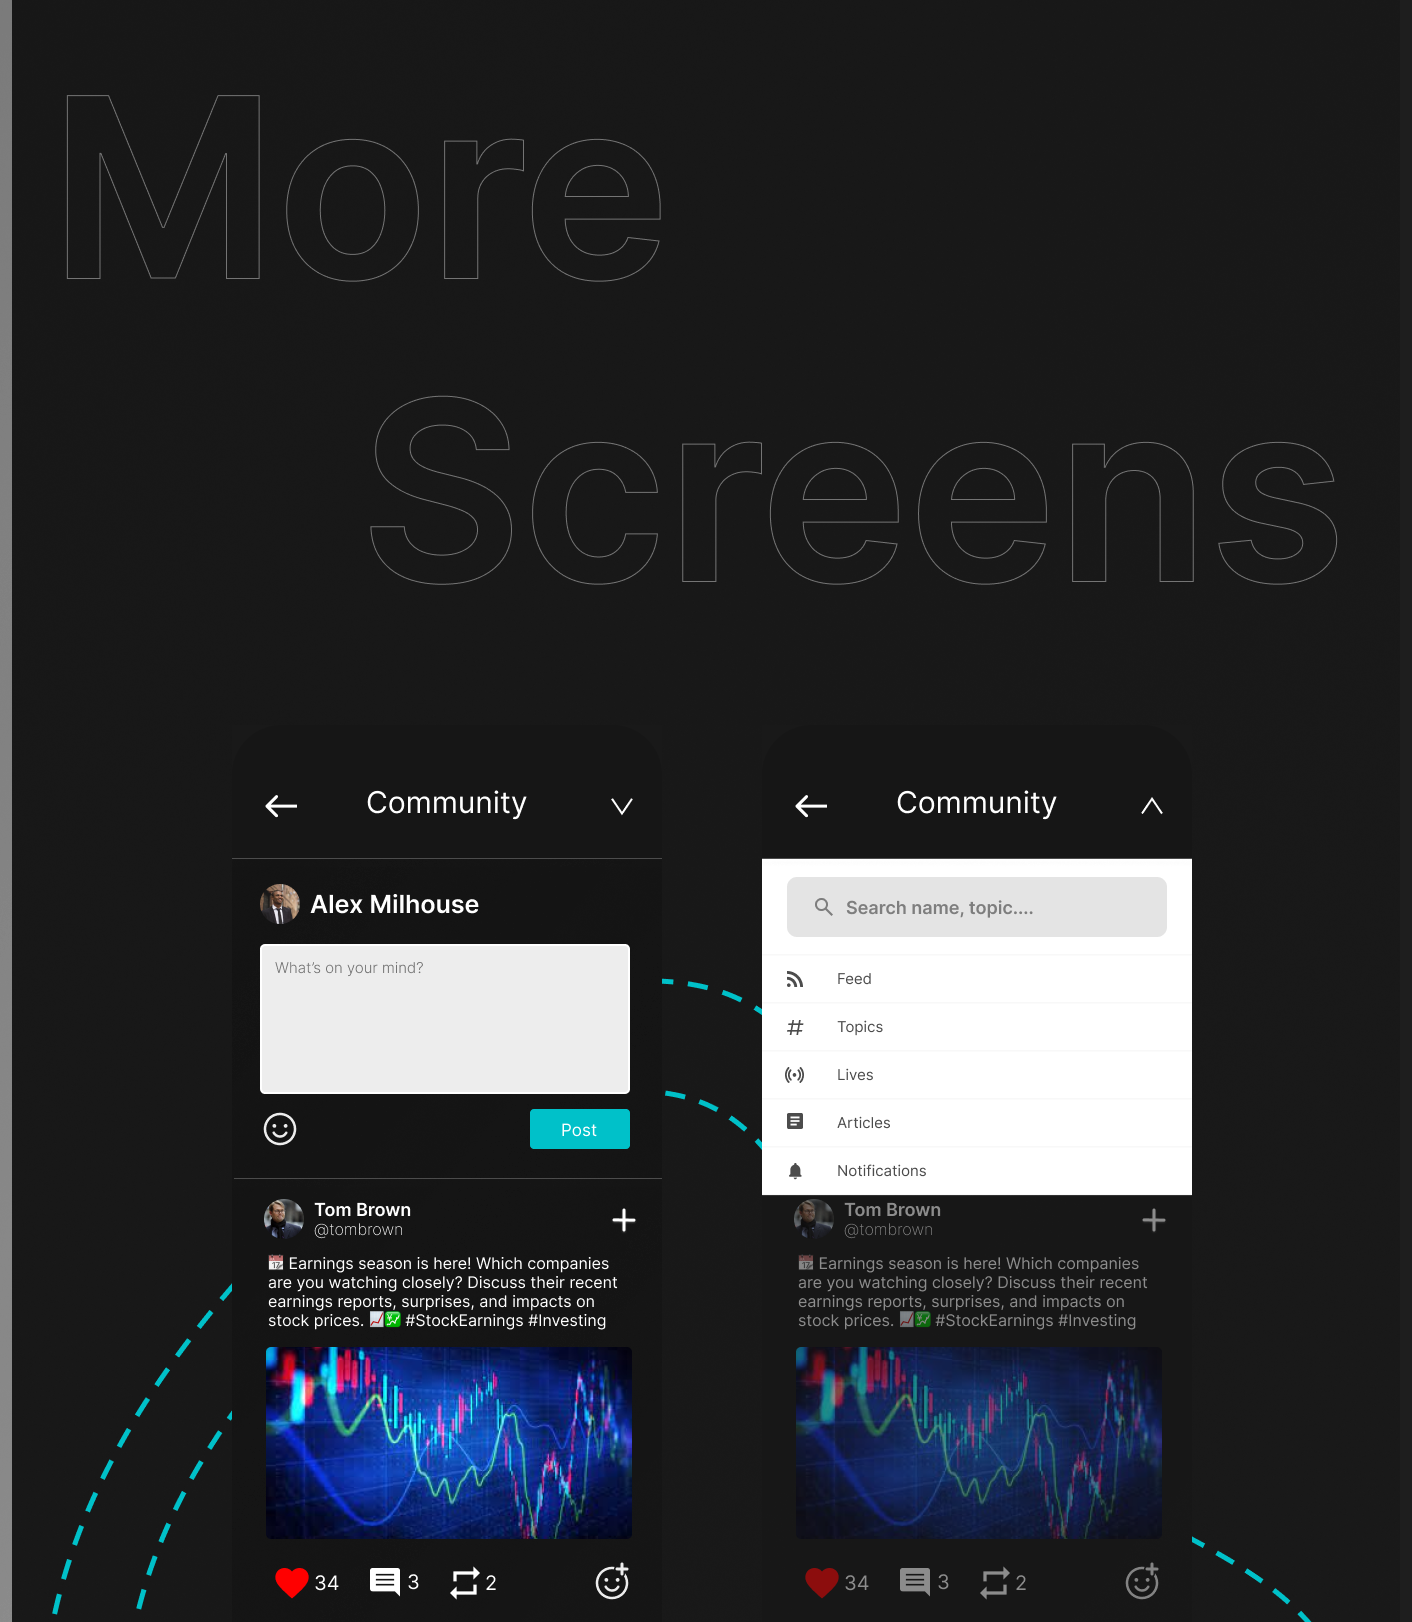 More
Screens
Community
Alex Milhouse
What's on your mind?
Post
Tom Brown
@tombrown
📅 Earnings season is here! Which companies
are you watching closely? Discuss their recent
earnings reports, surprises, and impacts on
stock prices. 📈💹 #StockEarnings #Investing
34
3
2
Community
Search name, topic....
Feed
Topics
Lives
Articles
Notifications
Tom Brown
@tombrown
📅 Earnings season is here! Which companies
are you watching closely? Discuss their recent
earnings reports, surprises, and impacts on
stock prices. 📈💹 #StockEarnings #Investing
34
3
2